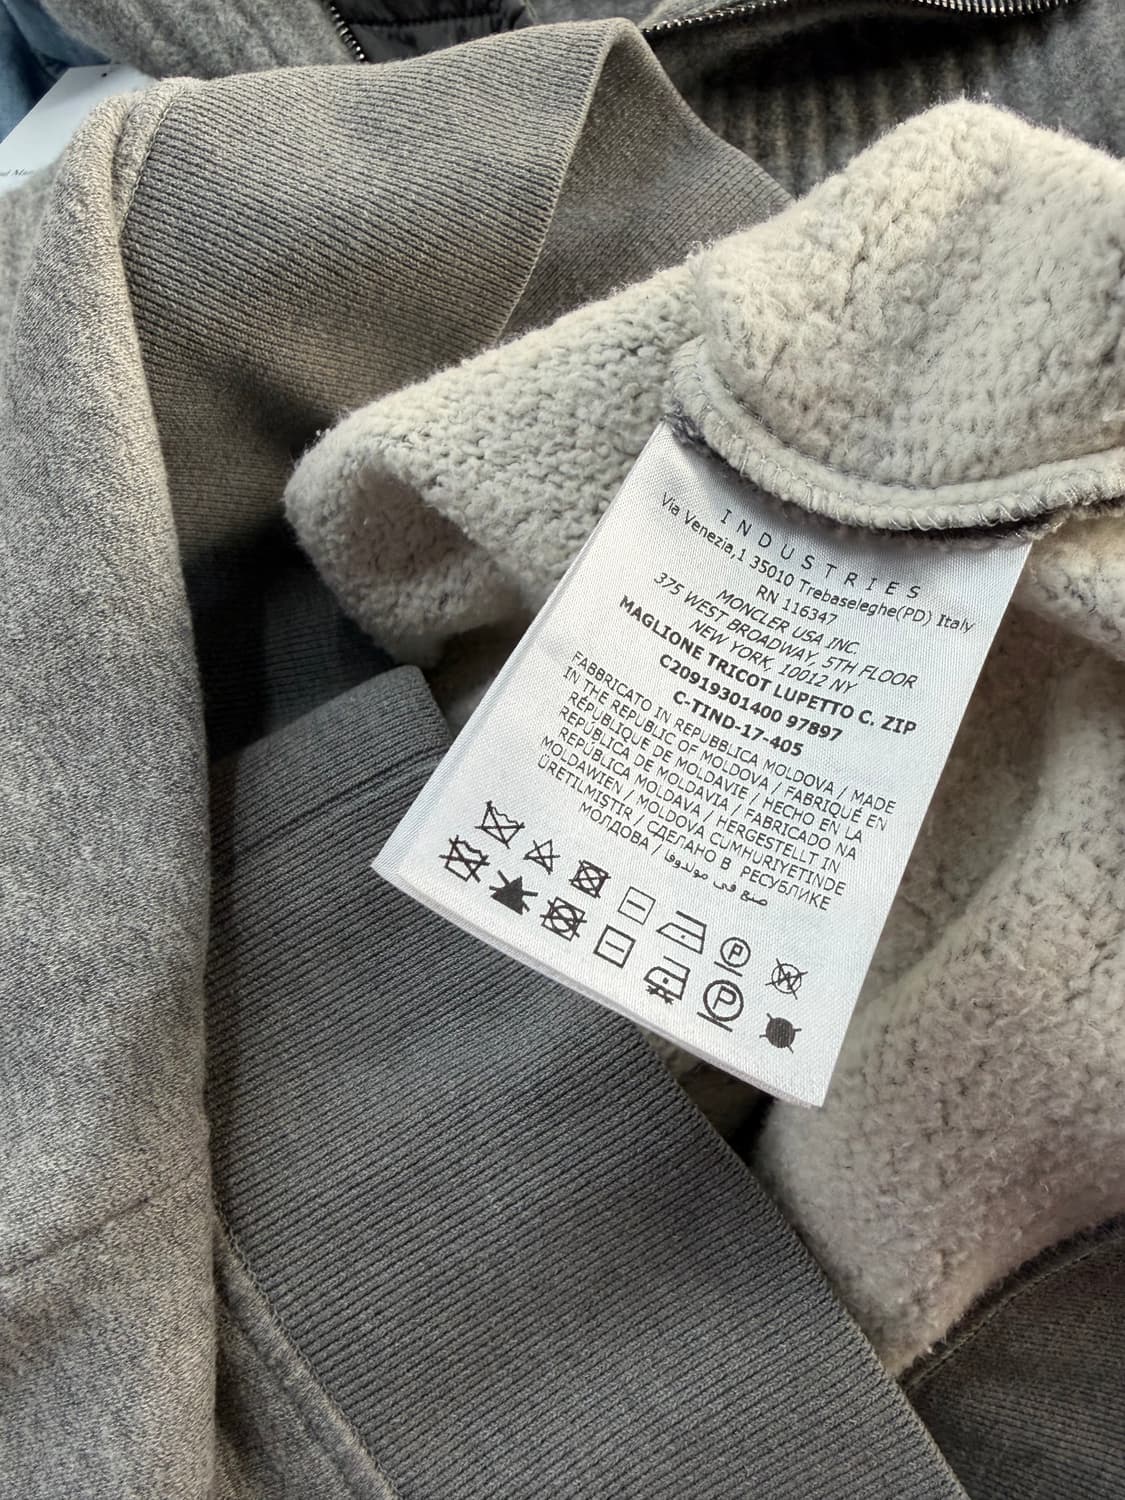 INDUSTRIES
Via Venezia,1 35010 Trebaseleghe(PD) Italy
RN 116347
MONCLER USA INC
375 WEST BROADWAY, 5TH FLOOR
NEW YORK, 10012 NY
MAGLIONE TRICOT LUPETTO C. ZIP
C20919301400 97897
C-TIND-17-405
FABBRICATO IN REPUBBLICA MOLDOVA / MADE
IN THE REPUBLIC OF MOLDOVA / FABRIQUÉ EN
RÉPUBLIQUE DE MOLDAVIE / HECHO EN LA
REPÚBLICA DE MOLDAVIA / FABRICADO NA
REPÚBLICA MOLDAVA / HERGESTELLT IN
MOLDAWIEN / MOLDOVA CUMHURIYETINDE
ÜRETILMISTIR / СДЕЛАНО В РЕСУБЛИКЕ
МОЛДОВА / صنع في مولدوفا
P
W
P